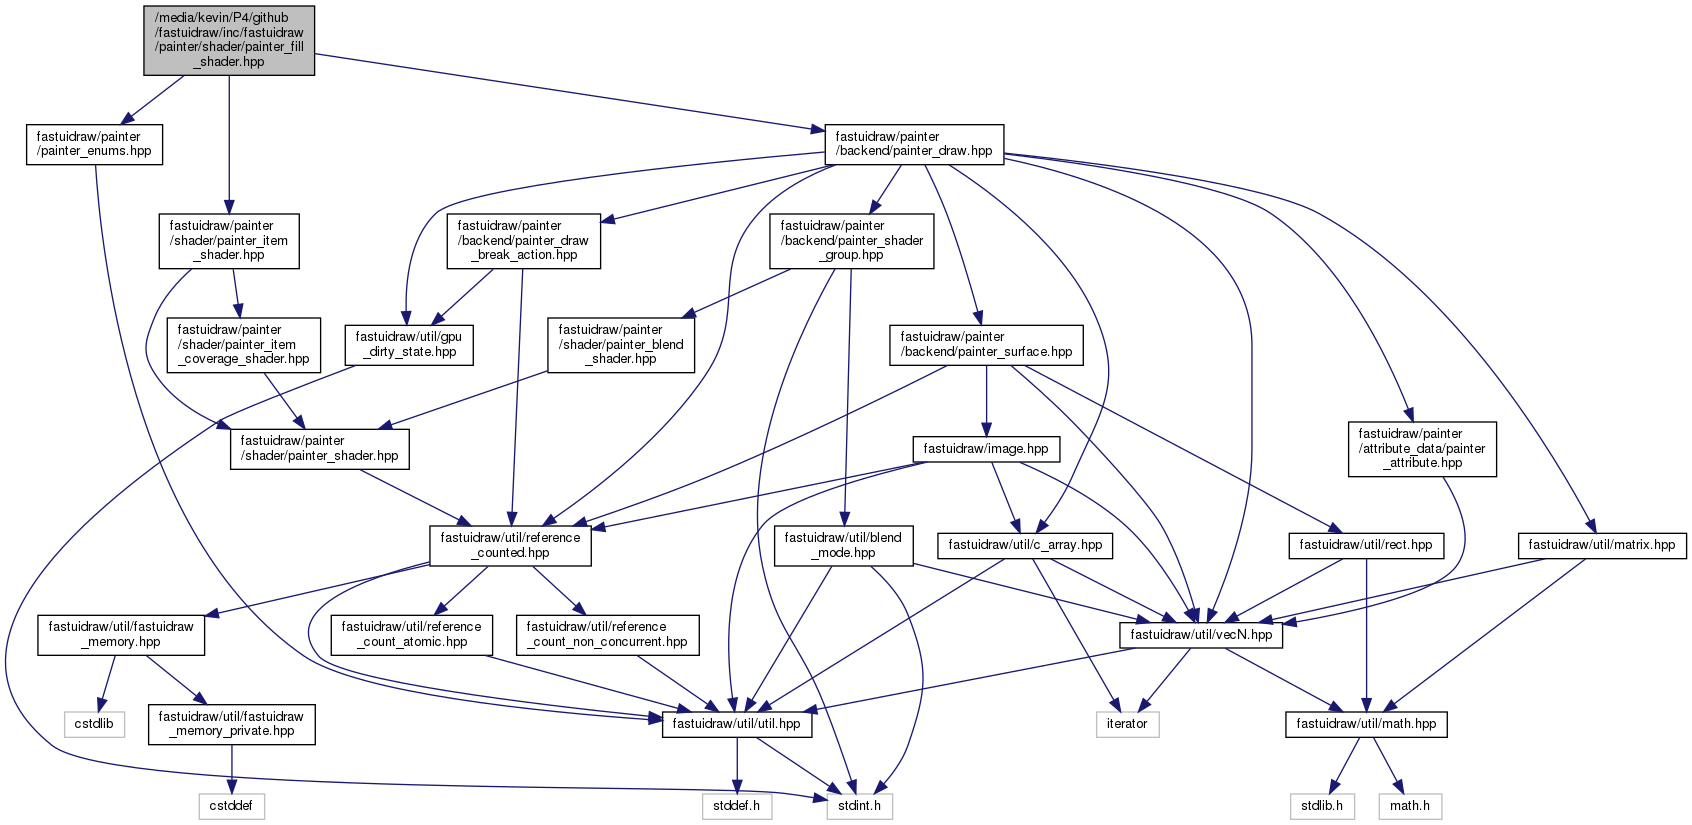 /media/kevin/P4/github
/fastuidraw/inc/fastuidraw
/painter/shader/painter_fill
_shader.hpp
fastuidraw/painter
/painter_enums.hpp
fastuidraw/painter
/backend/painter_draw.hpp
fastuidraw/painter
/shader/painter_item
_shader.hpp
fastuidraw/painter
/backend/painter_draw
_break_action.hpp
fastuidraw/painter
/backend/painter_shader
_group.hpp
fastuidraw/painter
/shader/painter_item
_coverage_shader.hpp
fastuidraw/util/gpu
_dirty_state.hpp
fastuidraw/painter
/shader/painter_blend
_shader.hpp
fastuidraw/painter
/backend/painter_surface.hpp
fastuidraw/painter
/shader/painter_shader.hpp
fastuidraw/image.hpp
fastuidraw/painter
/attribute_data/painter
_attribute.hpp
fastuidraw/util/reference
_counted.hpp
fastuidraw/util/blend
_mode.hpp
fastuidraw/util/c_array.hpp
fastuidraw/util/rect.hpp
fastuidraw/util/matrix.hpp
fastuidraw/util/fastuidraw
_memory.hpp
fastuidraw/util/reference
_count_atomic.hpp
fastuidraw/util/reference
_count_non_concurrent.hpp
fastuidraw/util/vecN.hpp
cstdlib
fastuidraw/util/fastuidraw
_memory_private.hpp
fastuidraw/util/util.hpp
iterator
fastuidraw/util/math.hpp
cstddef
stddef.h
stdint.h
stdlib.h
math.h